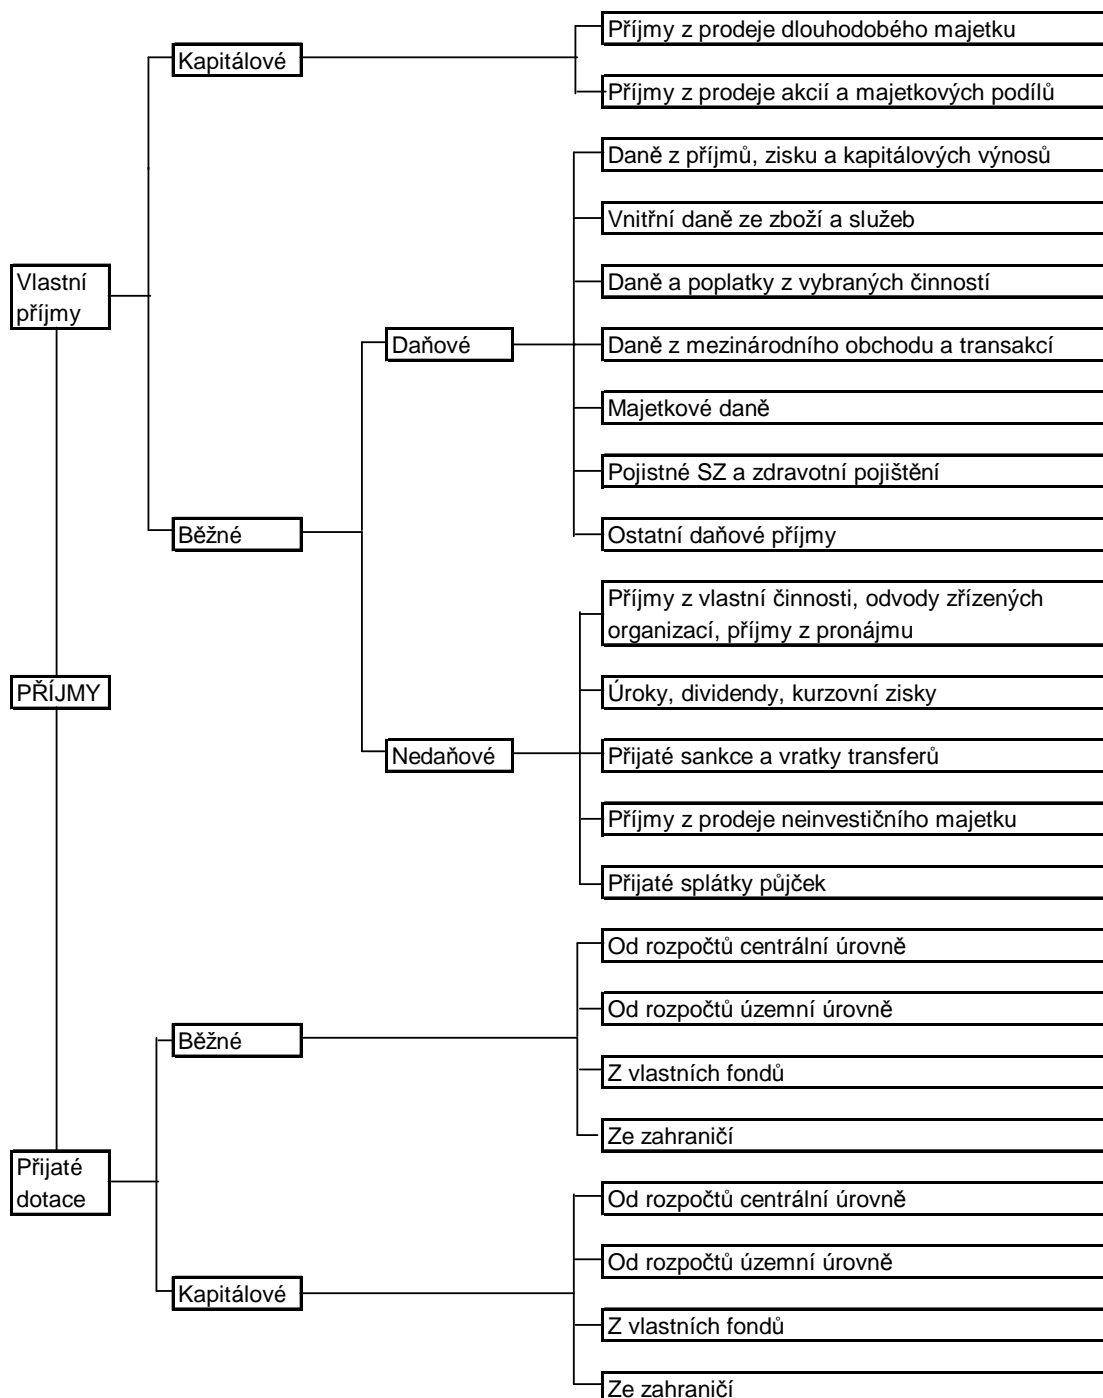 Příjmy z prodeje dlouhodobého majetku
Kapitálové
Příjmy z prodeje akcií a majetkových podílů
Daně z příjmů, zisku a kapitálových výnosů
Vnitřní daně ze zboží a služeb
Vlastní
příjmy
Daně a poplatky z vybraných činností
Daňové
Daně z mezinárodního obchodu a transakcí
Majetkové daně
Pojistné SZ a zdravotní pojištění
Běžné
Ostatní daňové příjmy
Příjmy z vlastní činnosti, odvody zřízených
organizací, příjmy z pronájmu
PŘÍJMY
Úroky, dividendy, kurzovní zisky
Nedaňové
Přijaté sankce a vratky transferů
Příjmy z prodeje neinvestičního majetku
Přijaté splátky půjček
Od rozpočtů centrální úrovně
Od rozpočtů územní úrovně
Běžné
Z vlastních fondů
Ze zahraničí
Přijaté
dotace
Od rozpočtů centrální úrovně
Od rozpočtů územní úrovně
Kapitálové
Z vlastních fondů
Ze zahraničí